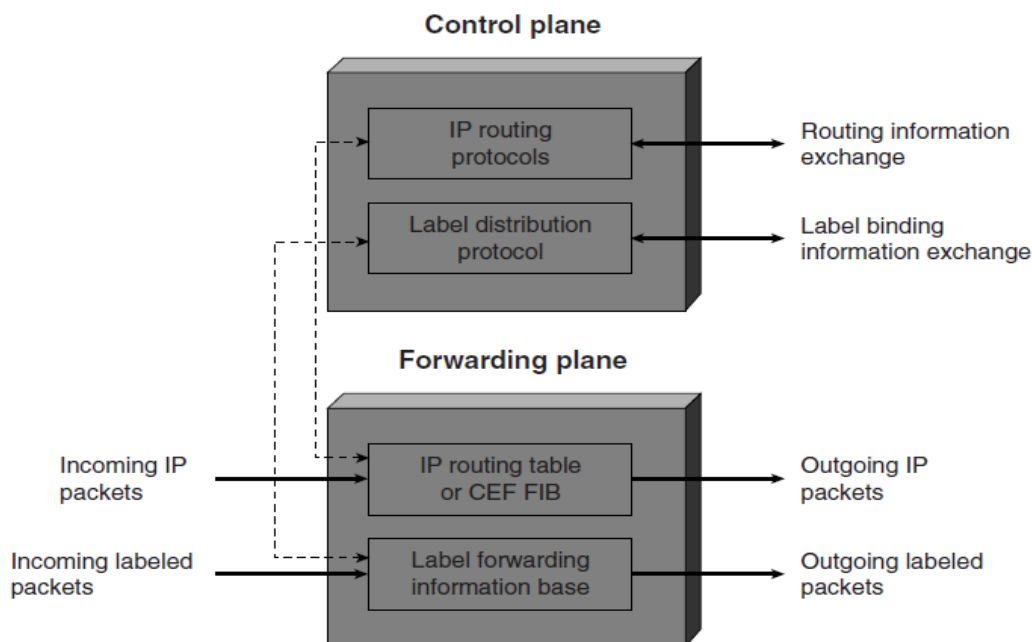 Control plane
IP routing
protocols
Routing information
exchange
Label distribution
protocol
Label binding
information exchange
Forwarding plane
Incoming IP
packets
IP routing table
or CEF FIB
Outgoing IP
packets
Incoming labeled
packets
Label forwarding
information base
Outgoing labeled
packets